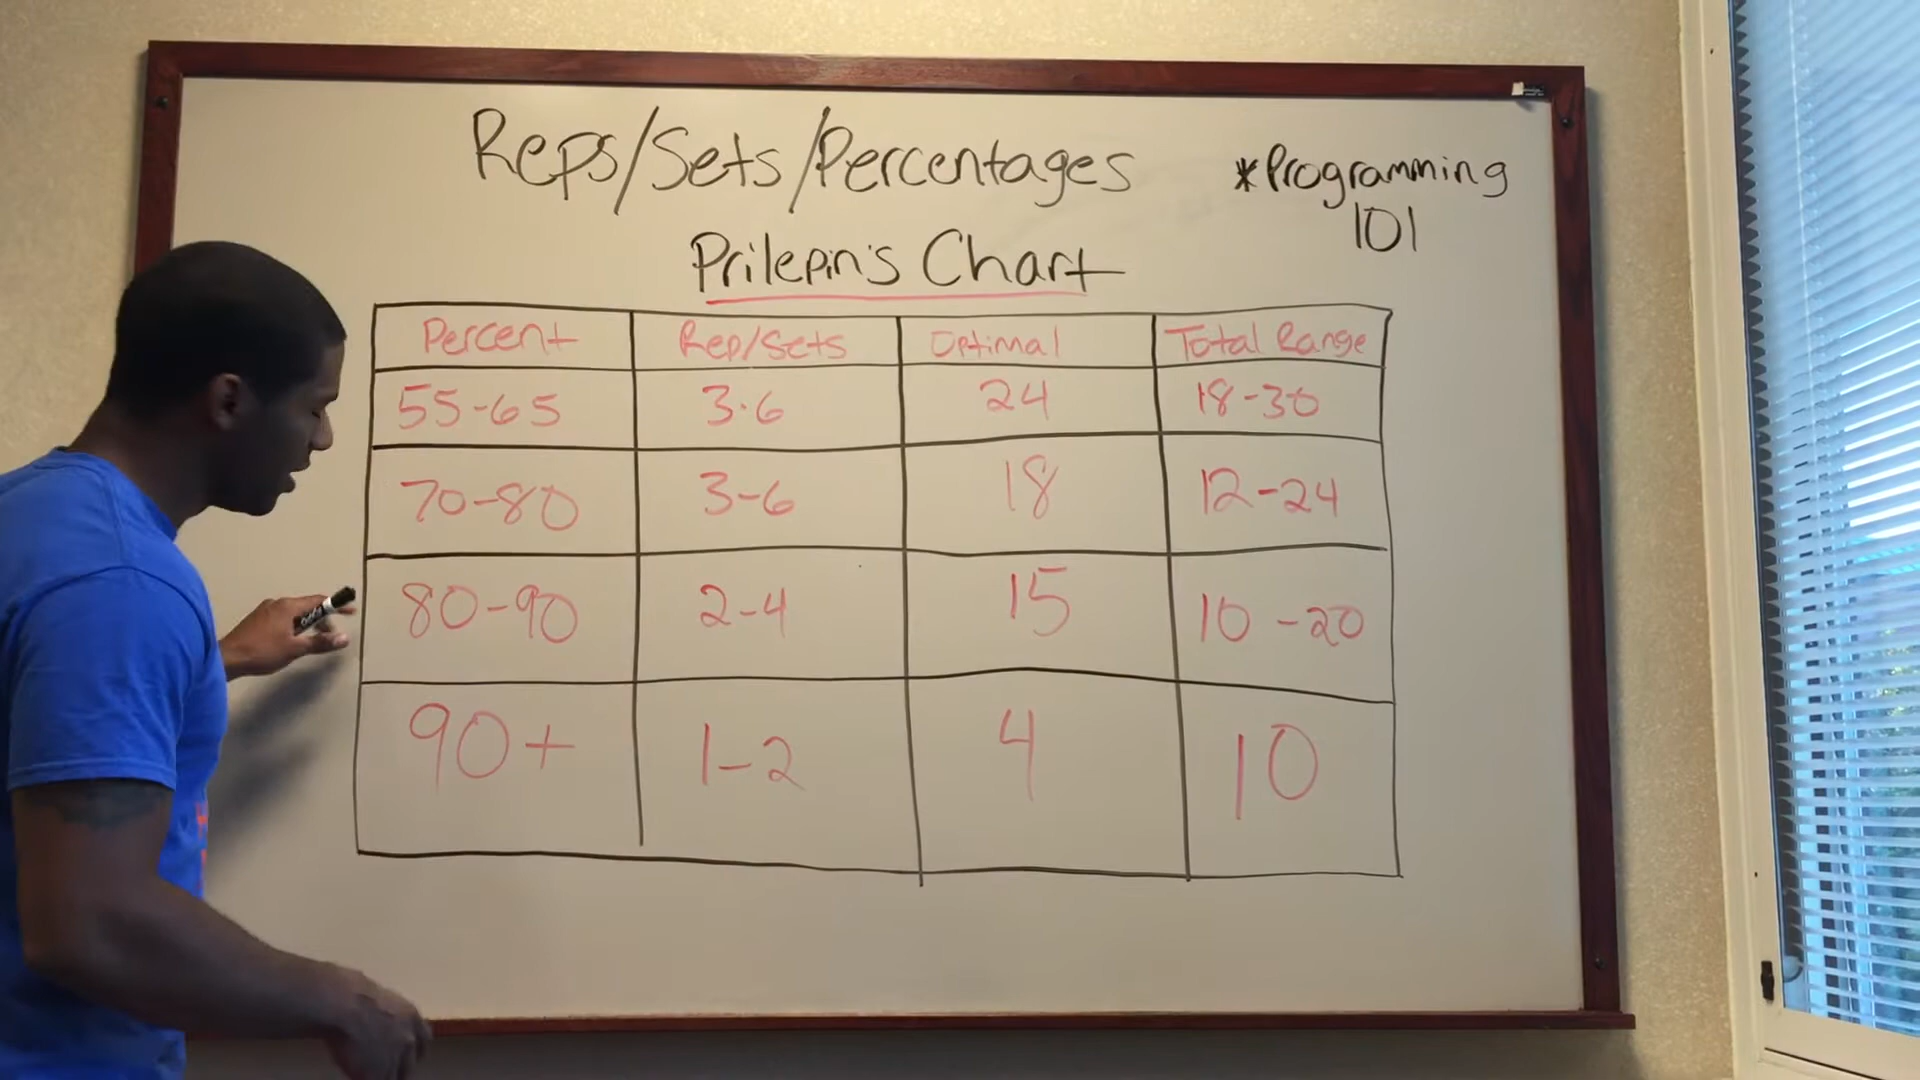 Reps/Sets/Percentages
*Programming
101
Prilepin's Chart
Percent Rep/Sets Optimal Total Range
55-65 3-6 24 18-30
70-80 3-6 18 12-24
80-90 2-4 15 10-20
90+ 1-2 4 10